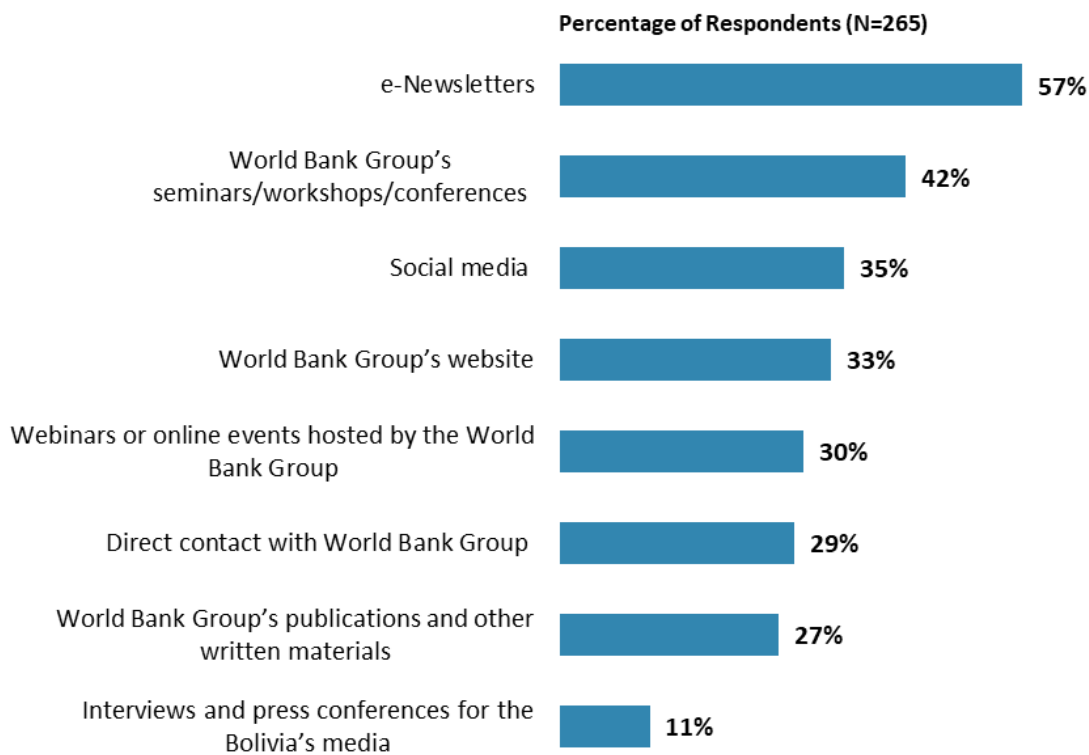 Percentage of Respondents (N=265)
e-Newsletters
57%
World Bank Group’s
seminars/workshops/conferences
42%
Social media
35%
World Bank Group’s website
33%
Webinars or online events hosted by the World
Bank Group
30%
Direct contact with World Bank Group
29%
World Bank Group’s publications and other
written materials
27%
Interviews and press conferences for the
Bolivia’s media
11%